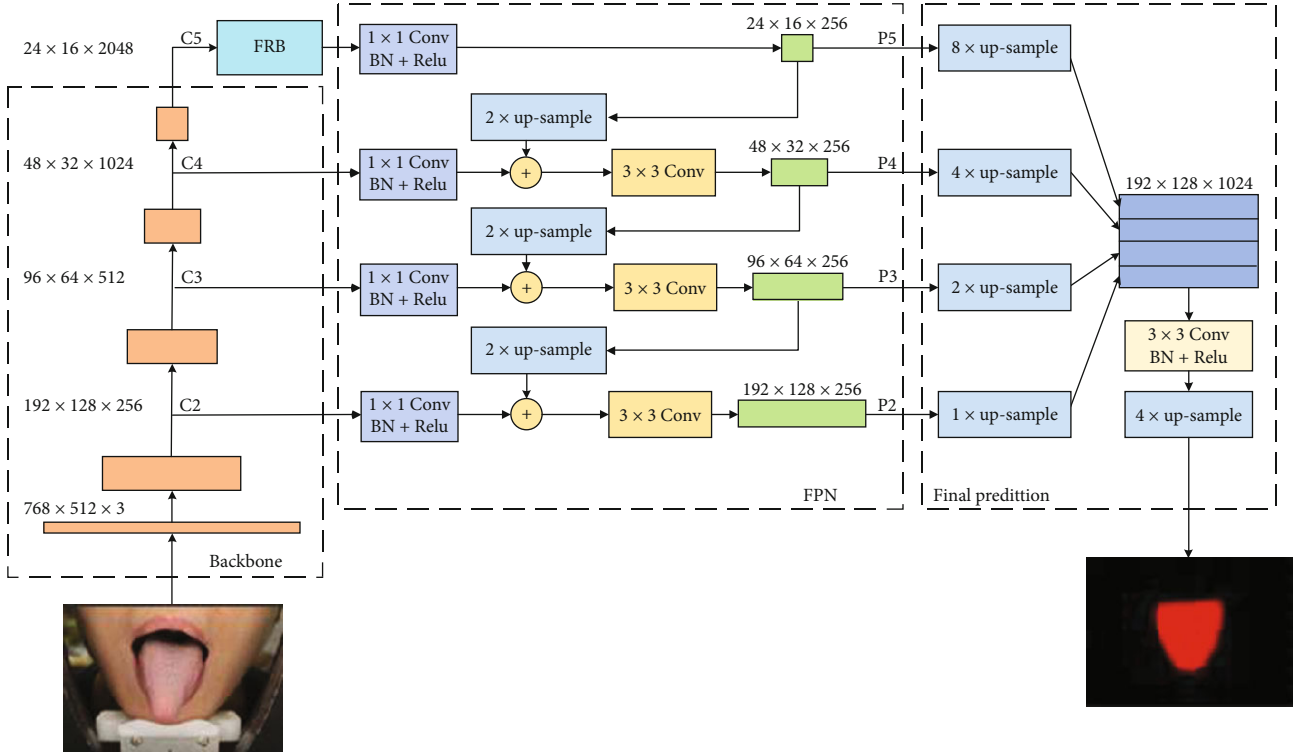 24 × 16 × 2048
C5
FRB
1 × 1 Conv
BN + Relu
24 × 16 × 256
P5
8 × up-sample
2 × up-sample
48 × 32 × 1024
C4
1 × 1 Conv
BN + Relu
+
3 × 3 Conv
48 × 32 × 256
P4
4 × up-sample
192 × 128 × 1024
2 × up-sample
96 × 64 × 512
C3
1 × 1 Conv
BN + Relu
+
3 × 3 Conv
96 × 64 × 256
P3
2 × up-sample
3 × 3 Conv
BN + Relu
2 × up-sample
192 × 128 × 256
C2
1 × 1 Conv
BN + Relu
+
3 × 3 Conv
192 × 128 × 256
P2
1 × up-sample
4 × up-sample
768 × 512 × 3
Backbone
FPN
Final predittion